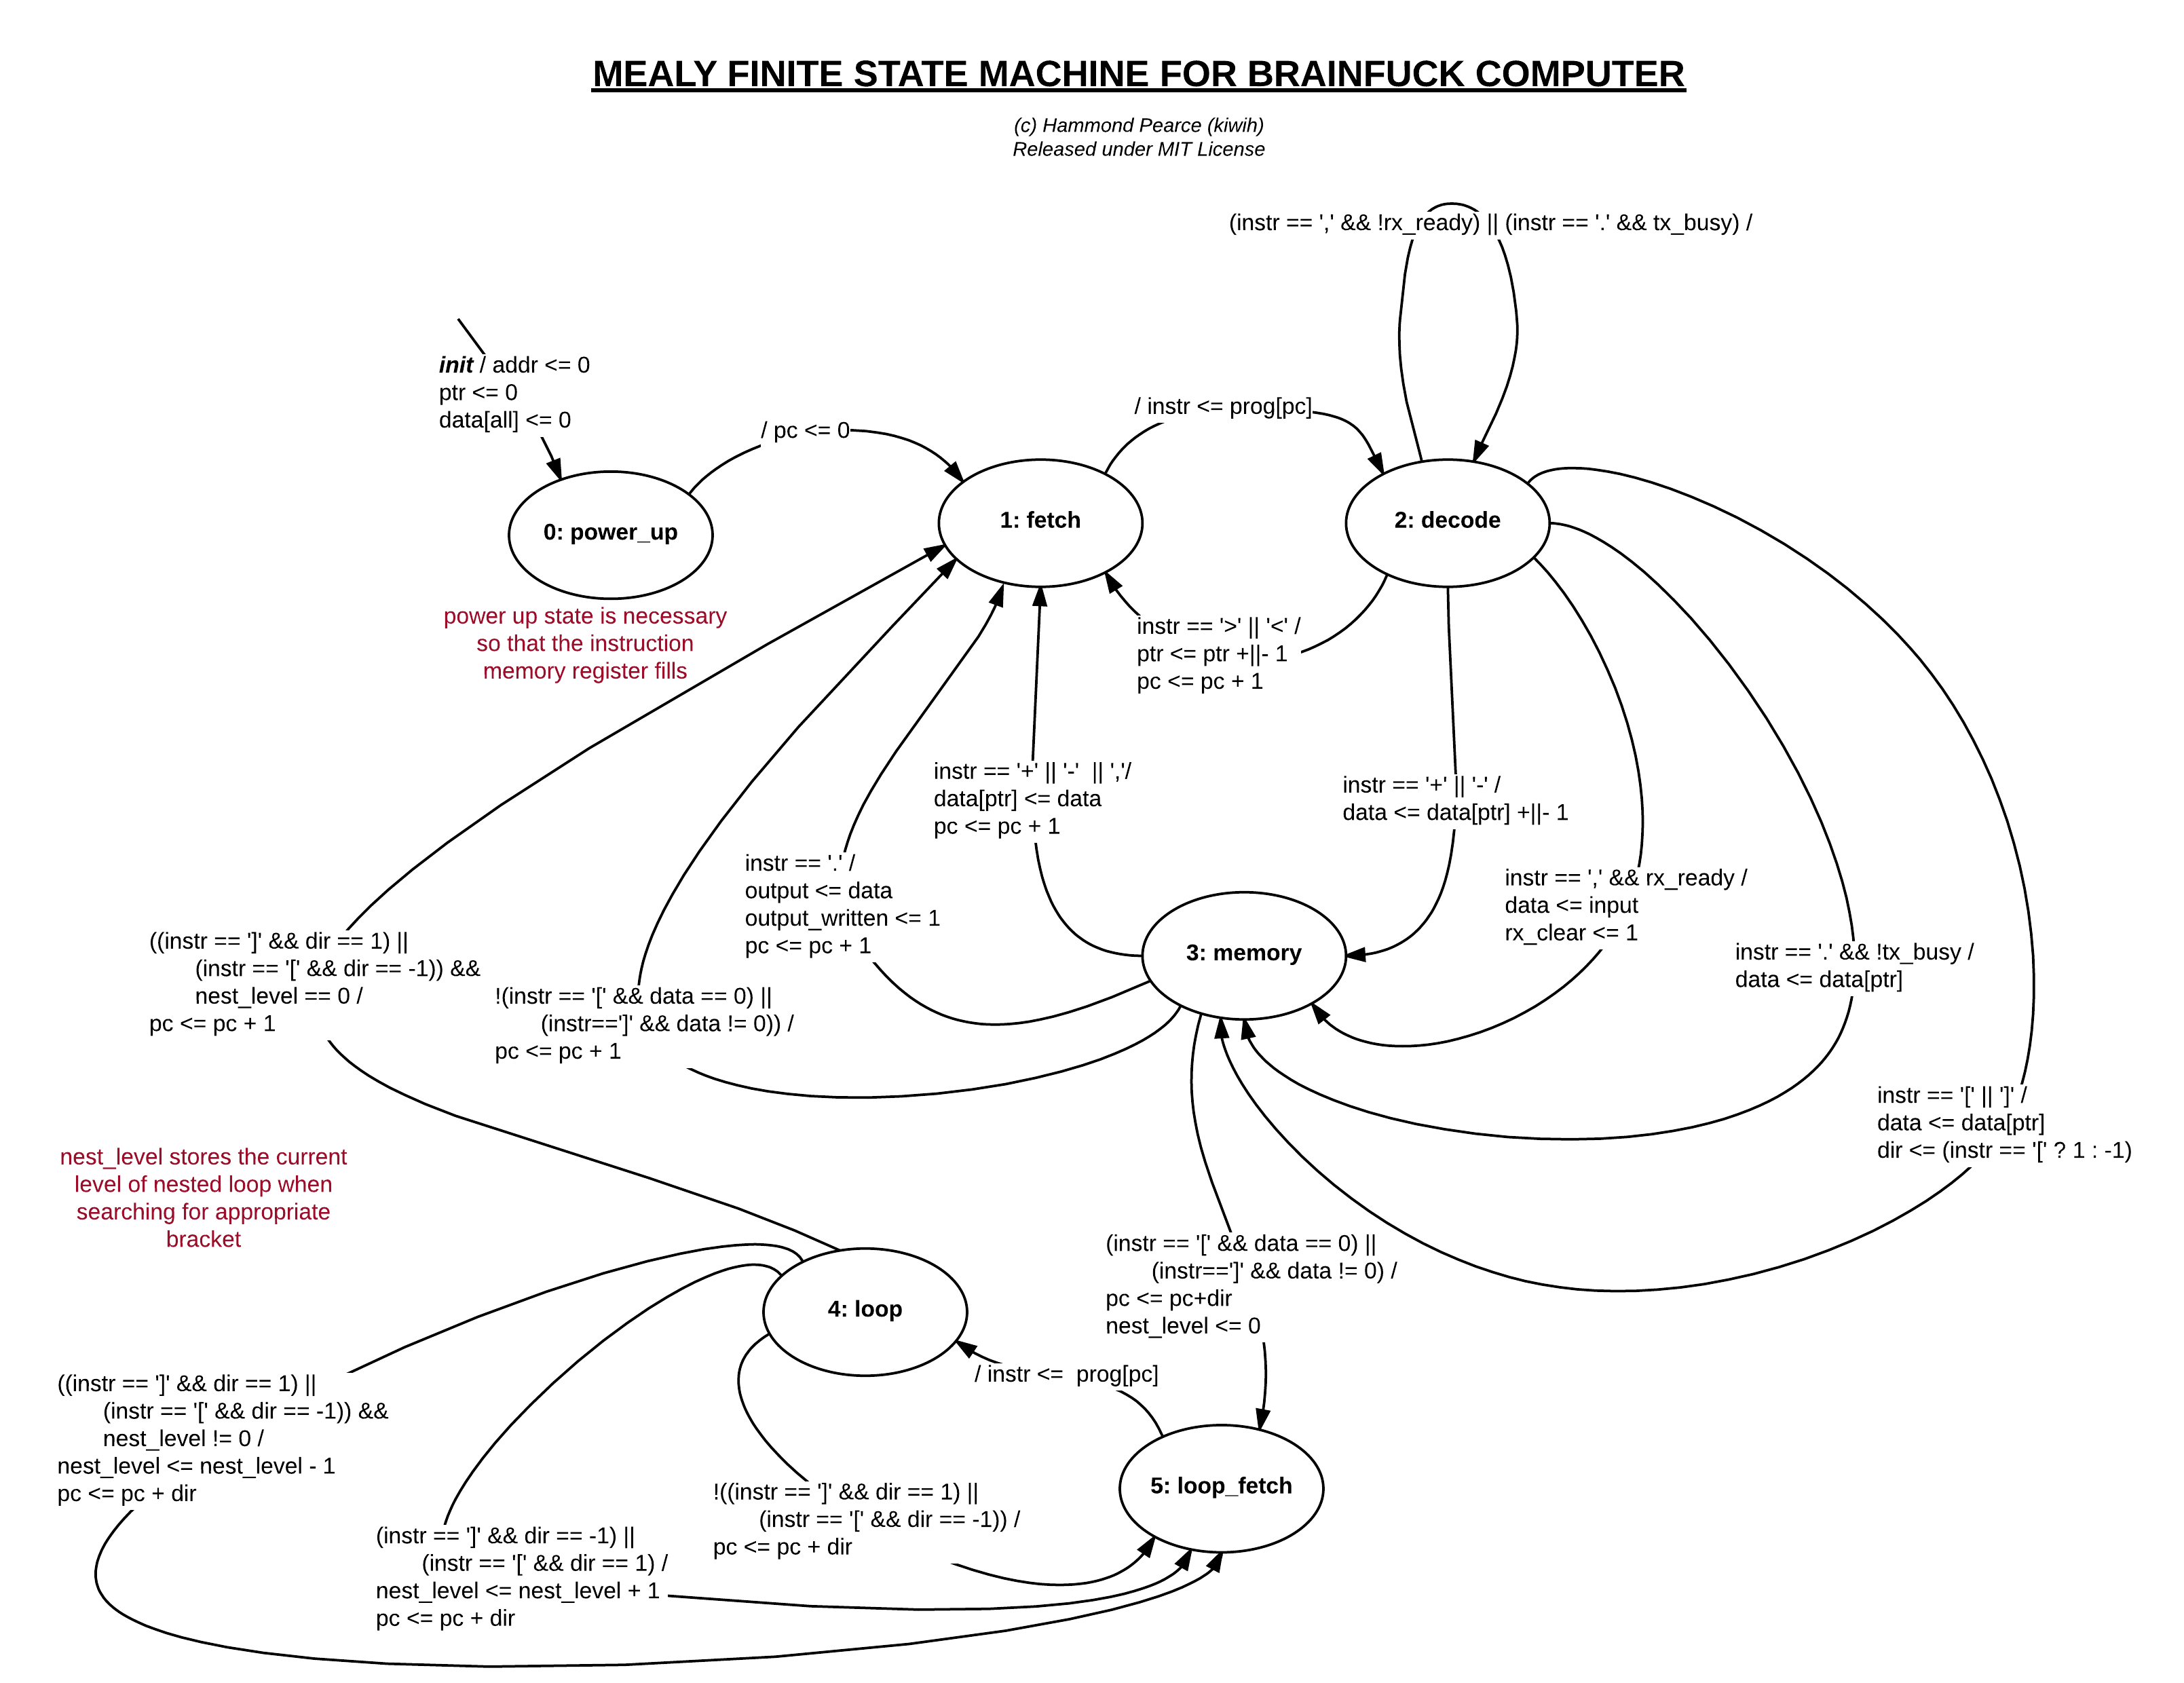 MEALY FINITE STATE MACHINE FOR BRAINFUCK COMPUTER
(c) Hammond Pearce (kiwih)
Released under MIT License
(instr == ',' && !rx_ready) || (instr == '.' && tx_busy) /
init / addr <= 0
ptr <= 0
data[all] <= 0
/ pc <= 0
/ instr <= prog[pc]
0: power_up
1: fetch
2: decode
power up state is necessary
so that the instruction
memory register fills
instr == '>' || '<' /
ptr <= ptr +||- 1
pc <= pc + 1
instr == '+' || '-'  || ','/
data[ptr] <= data
pc <= pc + 1
instr == '+' || '-' /
data <= data[ptr] +||- 1
instr == '.' /
output <= data
output_written <= 1
pc <= pc + 1
instr == ',' && rx_ready /
data <= input
rx_clear <= 1
3: memory
instr == '.' && !tx_busy /
data <= data[ptr]
((instr == ']' && dir == 1) ||
(instr == '[' && dir == -1)) &&
nest_level == 0 /
pc <= pc + 1
!(instr == '[' && data == 0) ||
(instr==']' && data != 0)) /
pc <= pc + 1
instr == '[' || ']' /
data <= data[ptr]
dir <= (instr == '[' ? 1 : -1)
nest_level stores the current
level of nested loop when
searching for appropriate
bracket
(instr == '[' && data == 0) ||
(instr==']' && data != 0) /
pc <= pc+dir
nest_level <= 0
4: loop
/ instr <=  prog[pc]
((instr == ']' && dir == 1) ||
(instr == '[' && dir == -1)) &&
nest_level != 0 /
nest_level <= nest_level - 1
pc <= pc + dir
5: loop_fetch
!((instr == ']' && dir == 1) ||
(instr == '[' && dir == -1)) /
pc <= pc + dir
(instr == ']' && dir == -1) ||
(instr == '[' && dir == 1) /
nest_level <= nest_level + 1
pc <= pc + dir